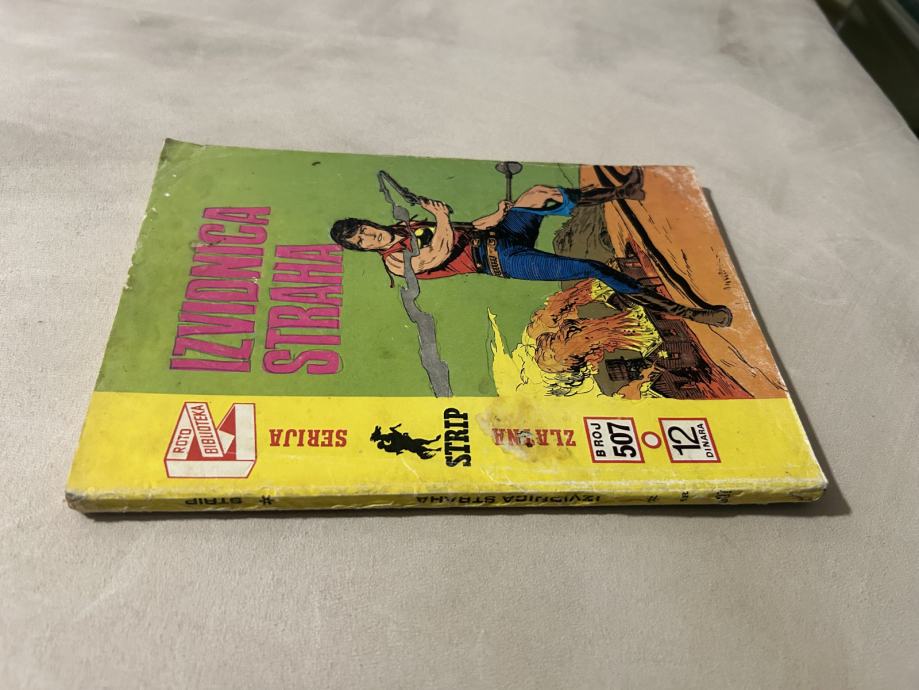 IZVIDNICA
STRAHA
ROTO
BIBLIOTEKA
SERIJA
STRIP
ZLATNA
BROJ
507
12
DINARA
# STRIP
IZVIDNICA STRAHA